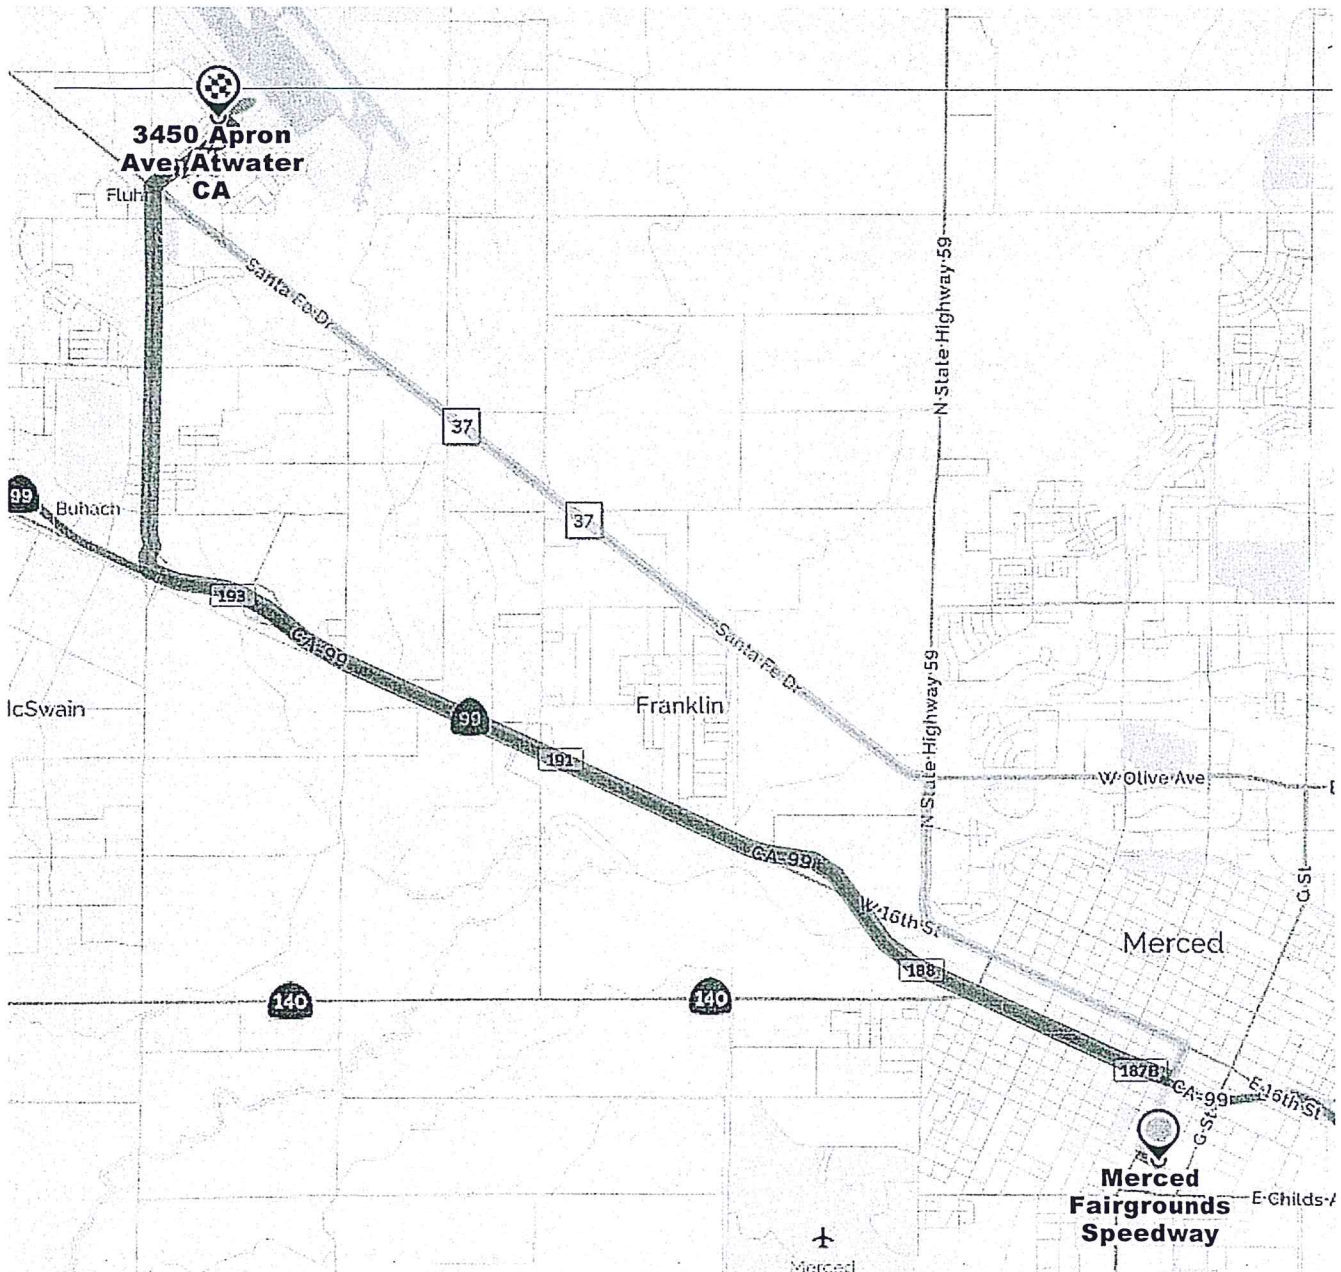 3450 Apron
Ave, Atwater
CA
Santa Fe Dr
N State Highway 59
37
99
Buhach
37
193
CA-99
Santa Fe Dr
N State Highway 59
Franklin
99
191
W Olive Ave
CA-99
G St
W 16th St
Merced
188
140
140
187B
CA-99
E 16th St
G St
Merced
Fairgrounds
Speedway
E Childs A
Merced